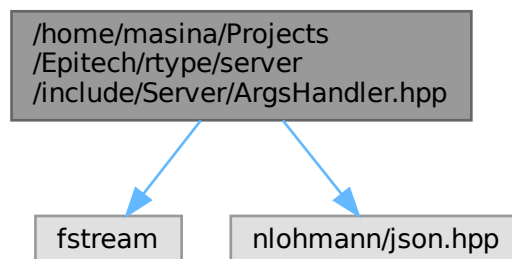 /home/masina/Projects
/Epitech/rtype/server
/include/Server/ArgsHandler.hpp
fstream
nlohmann/json.hpp